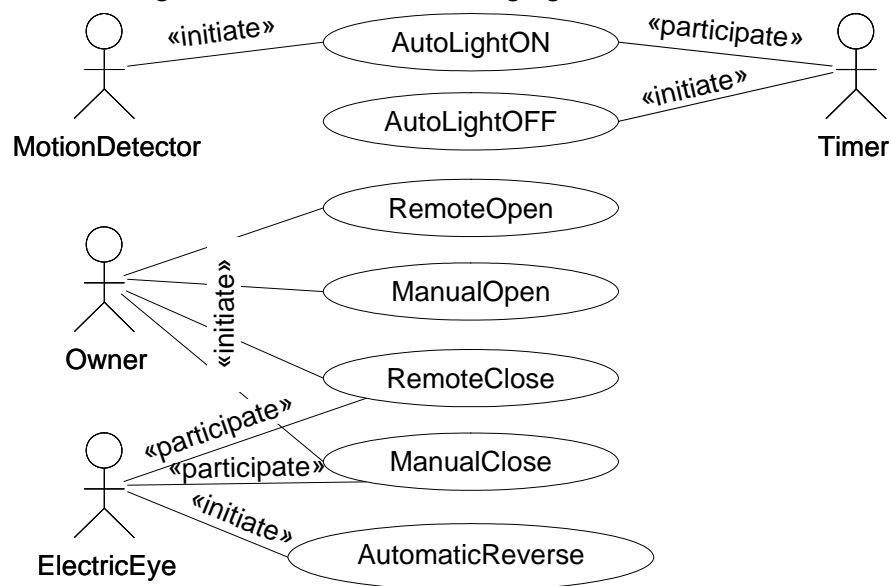 «initiate»
AutoLightON
«participate»
«initiate»
AutoLightOFF
MotionDetector
Timer
RemoteOpen
«initiate»
ManualOpen
Owner
RemoteClose
«participate»
«participate»
ManualClose
«initiate»
AutomaticReverse
ElectricEye